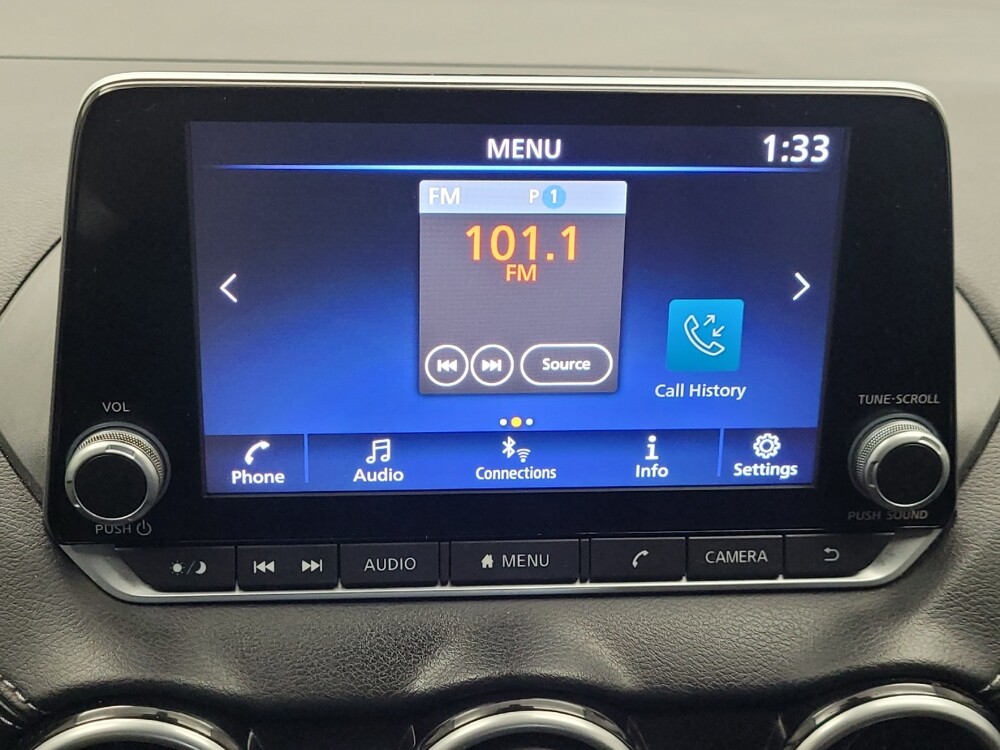 MENU 1:33
FM P 1
101.1
FM
Source
Call History
VOL
TUNE·SCROLL
Phone Audio Connections Info Settings
PUSH
PUSH SOUND
AUDIO MENU CAMERA